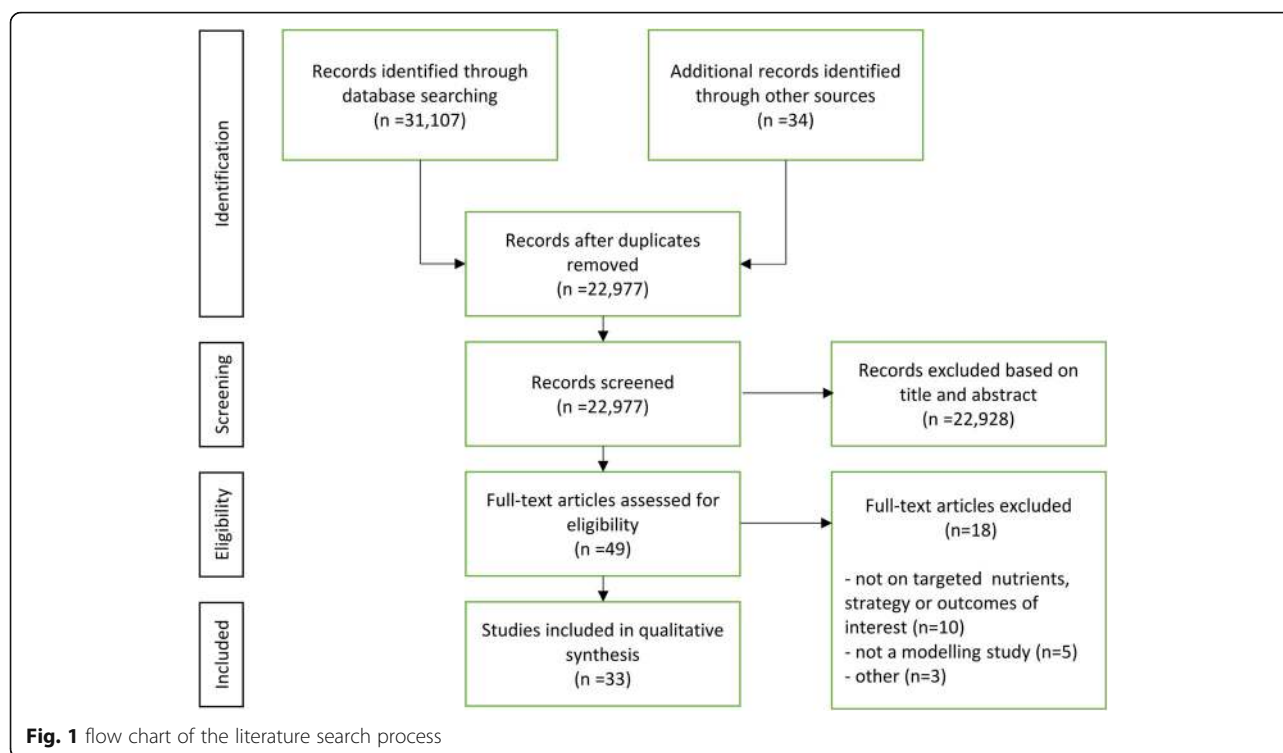 Identification
Records identified through
database searching
(n =31,107)
Additional records identified
through other sources
(n =34)
Records after duplicates
removed
(n =22,977)
Screening
Records screened
(n =22,977)
Records excluded based on
title and abstract
(n =22,928)
Eligibility
Full-text articles assessed for
eligibility
(n =49)
Full-text articles excluded
(n=18)
- not on targeted nutrients,
strategy or outcomes of
interest (n=10)
- not a modelling study (n=5)
- other (n=3)
Included
Studies included in qualitative
synthesis
(n =33)
Fig. 1 flow chart of the literature search process